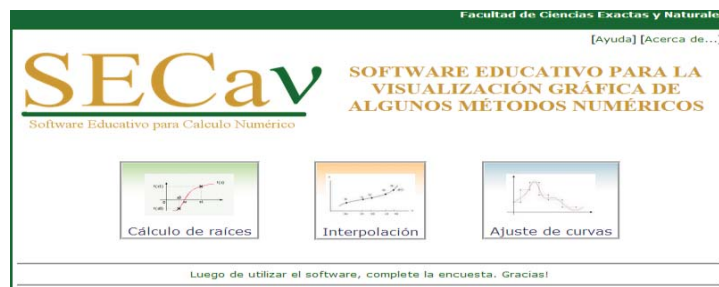 Facultad de Ciencias Exactas y Naturale
[Ayuda] [Acerca de...]
SECav
Software Educativo para Calculo Numérico
SOFTWARE EDUCATIVO PARA LA
VISUALIZACIÓN GRÁFICA DE
ALGUNOS MÉTODOS NUMÉRICOS
Cálculo de raíces
Interpolación
Ajuste de curvas
Luego de utilizar el software, complete la encuesta. Gracias!